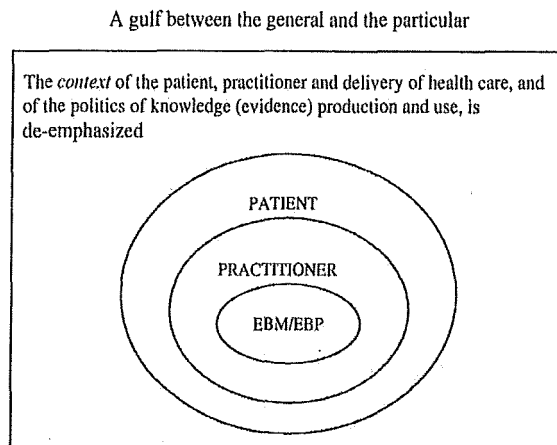 A gulf between the general and the particular
The context of the patient, practitioner and delivery of health care, and
of the politics of knowledge (evidence) production and use, is
de-emphasized
PATIENT
PRACTITIONER
EBM/EBP